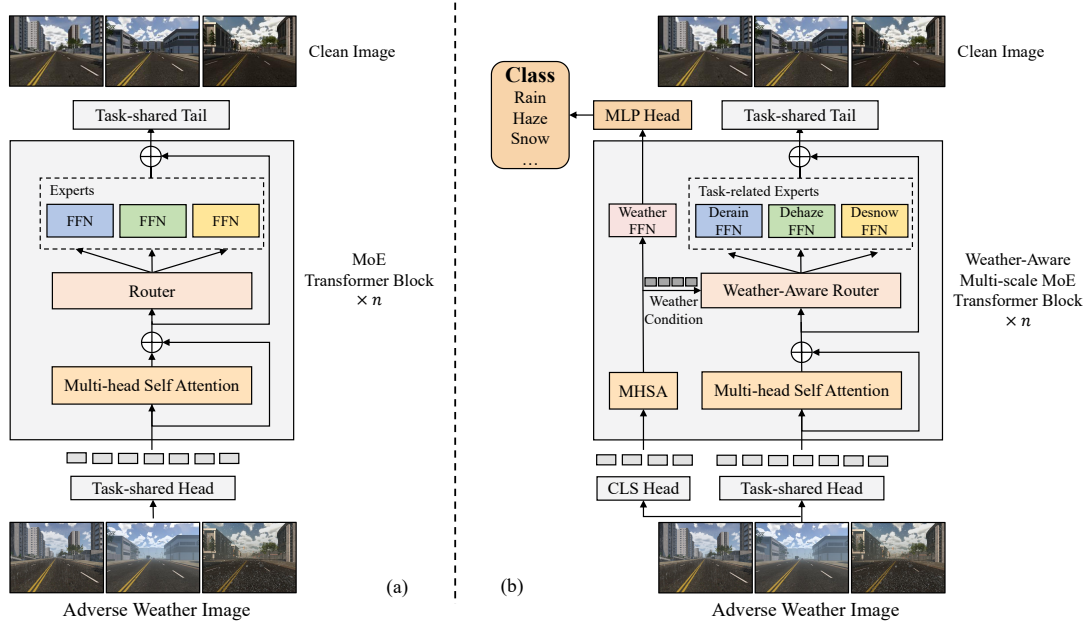 Clean Image
Task-shared Tail
Experts
FFN
FFN
FFN
Router
MoE
Transformer Block
× n
Multi-head Self Attention
Task-shared Head
Adverse Weather Image
(a)
Clean Image
Class
Rain
Haze
Snow
…
MLP Head
Task-shared Tail
Task-related Experts
Weather
FFN
Derain
FFN
Dehaze
FFN
Desnow
FFN
Weather
Condition
Weather-Aware Router
Weather-Aware
Multi-scale MoE
Transformer Block
× n
MHSA
Multi-head Self Attention
CLS Head
Task-shared Head
(b)
Adverse Weather Image